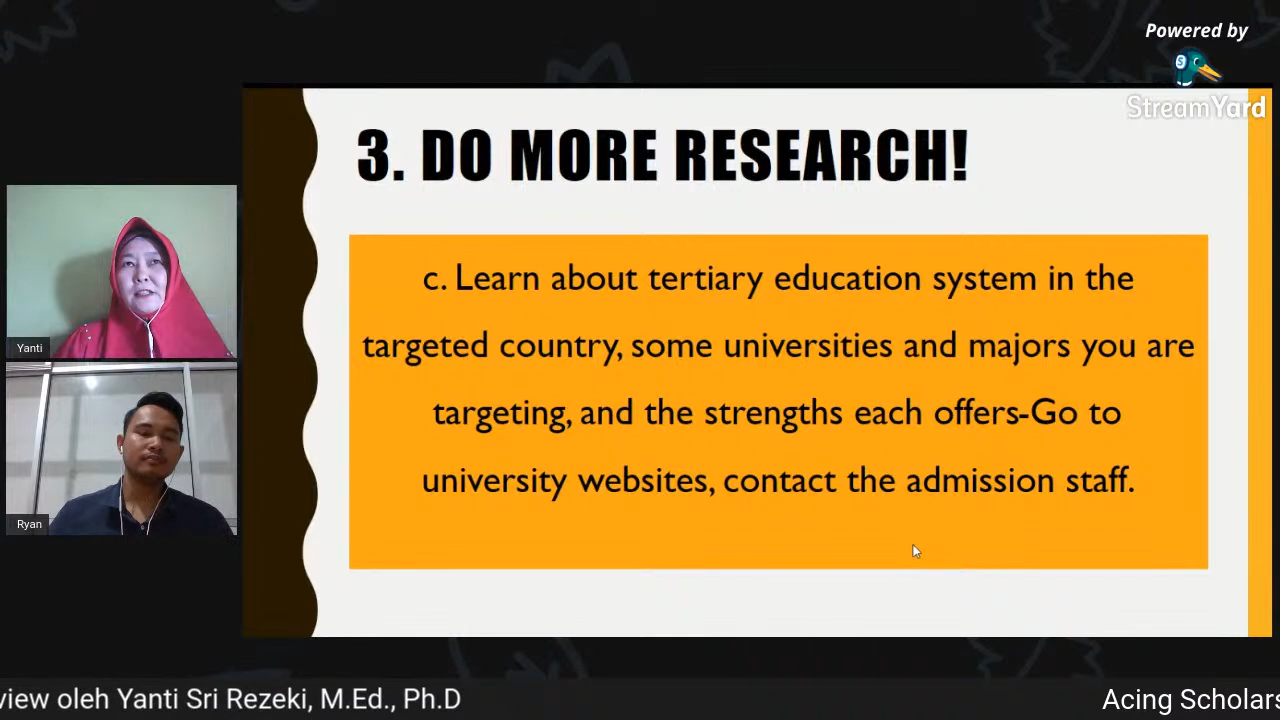 Powered by
StreamYard
3. DO MORE RESEARCH!
c. Learn about tertiary education system in the
targeted country, some universities and majors you are
targeting, and the strengths each offers-Go to
university websites, contact the admission staff.
Yanti
Ryan
view oleh Yanti Sri Rezeki, M.Ed., Ph.D
Acing Scholars